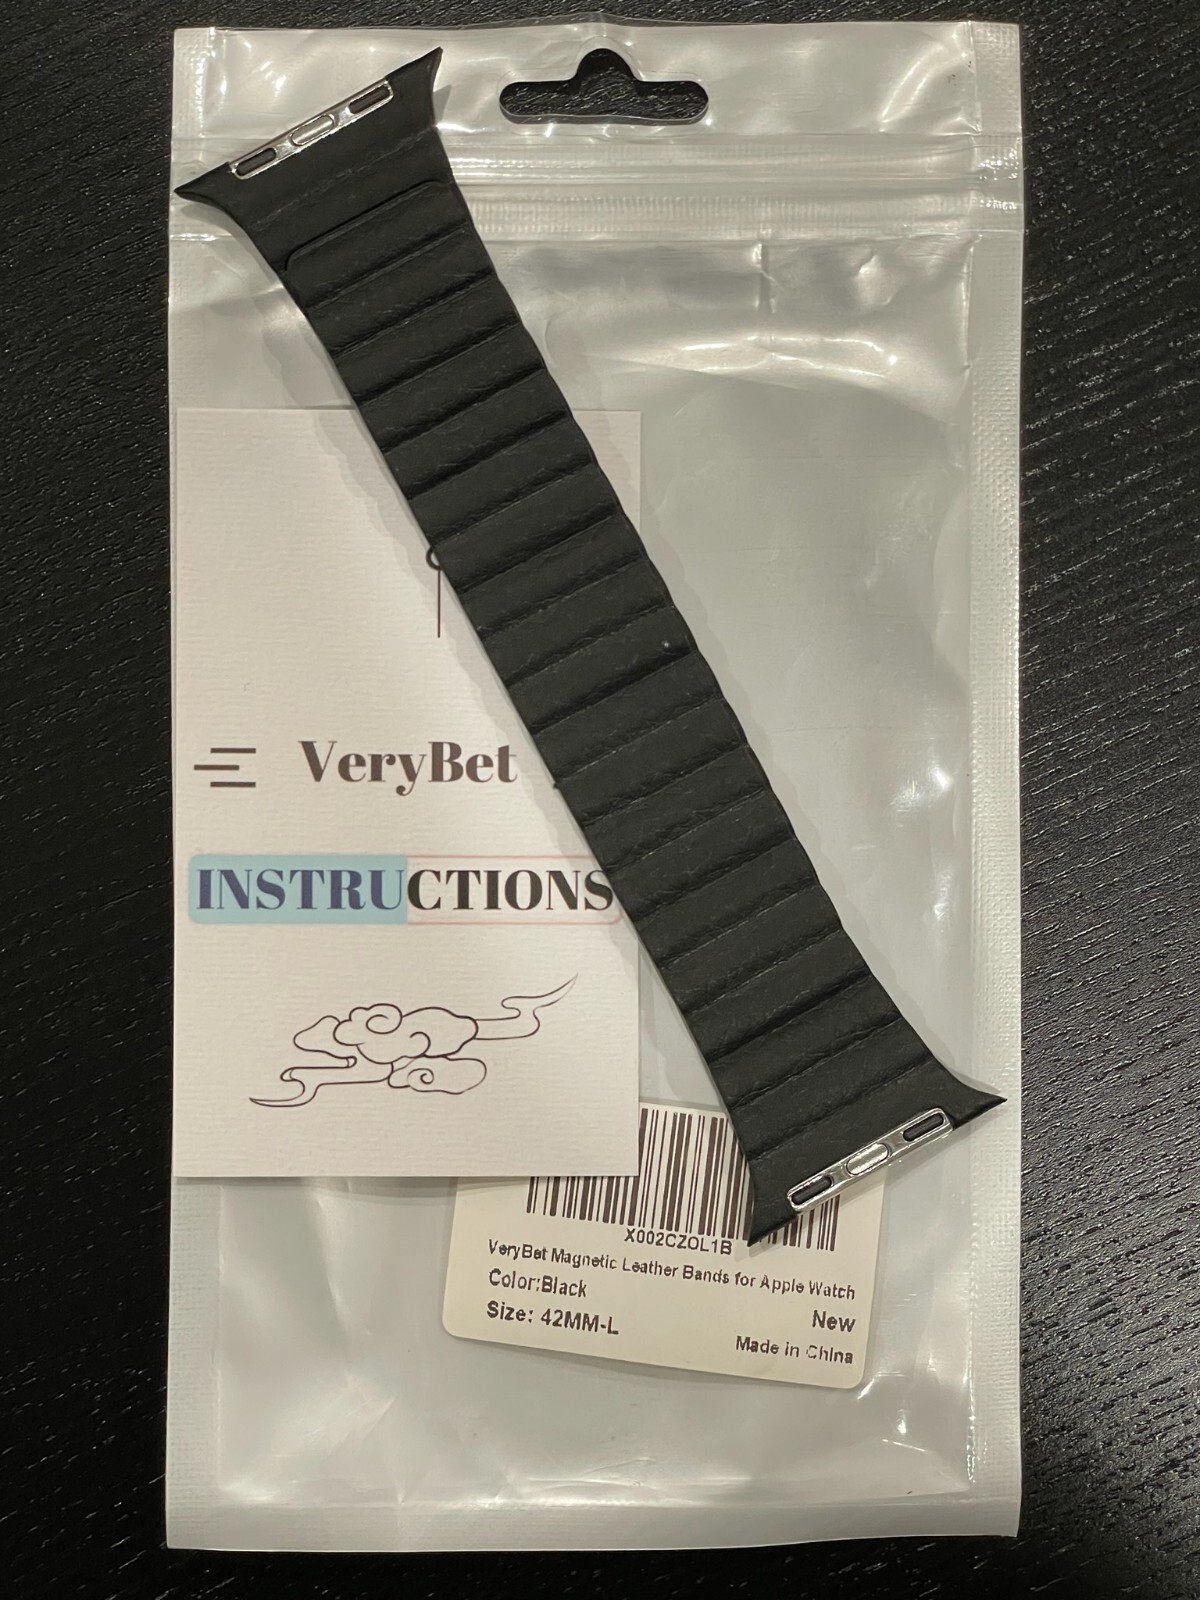 VeryBet
INSTRUCTIONS
X002CZOL1B
VeryBet Magnetic Leather Bands for Apple Watch
Color:Black
New
Size: 42MM-L
Made in China